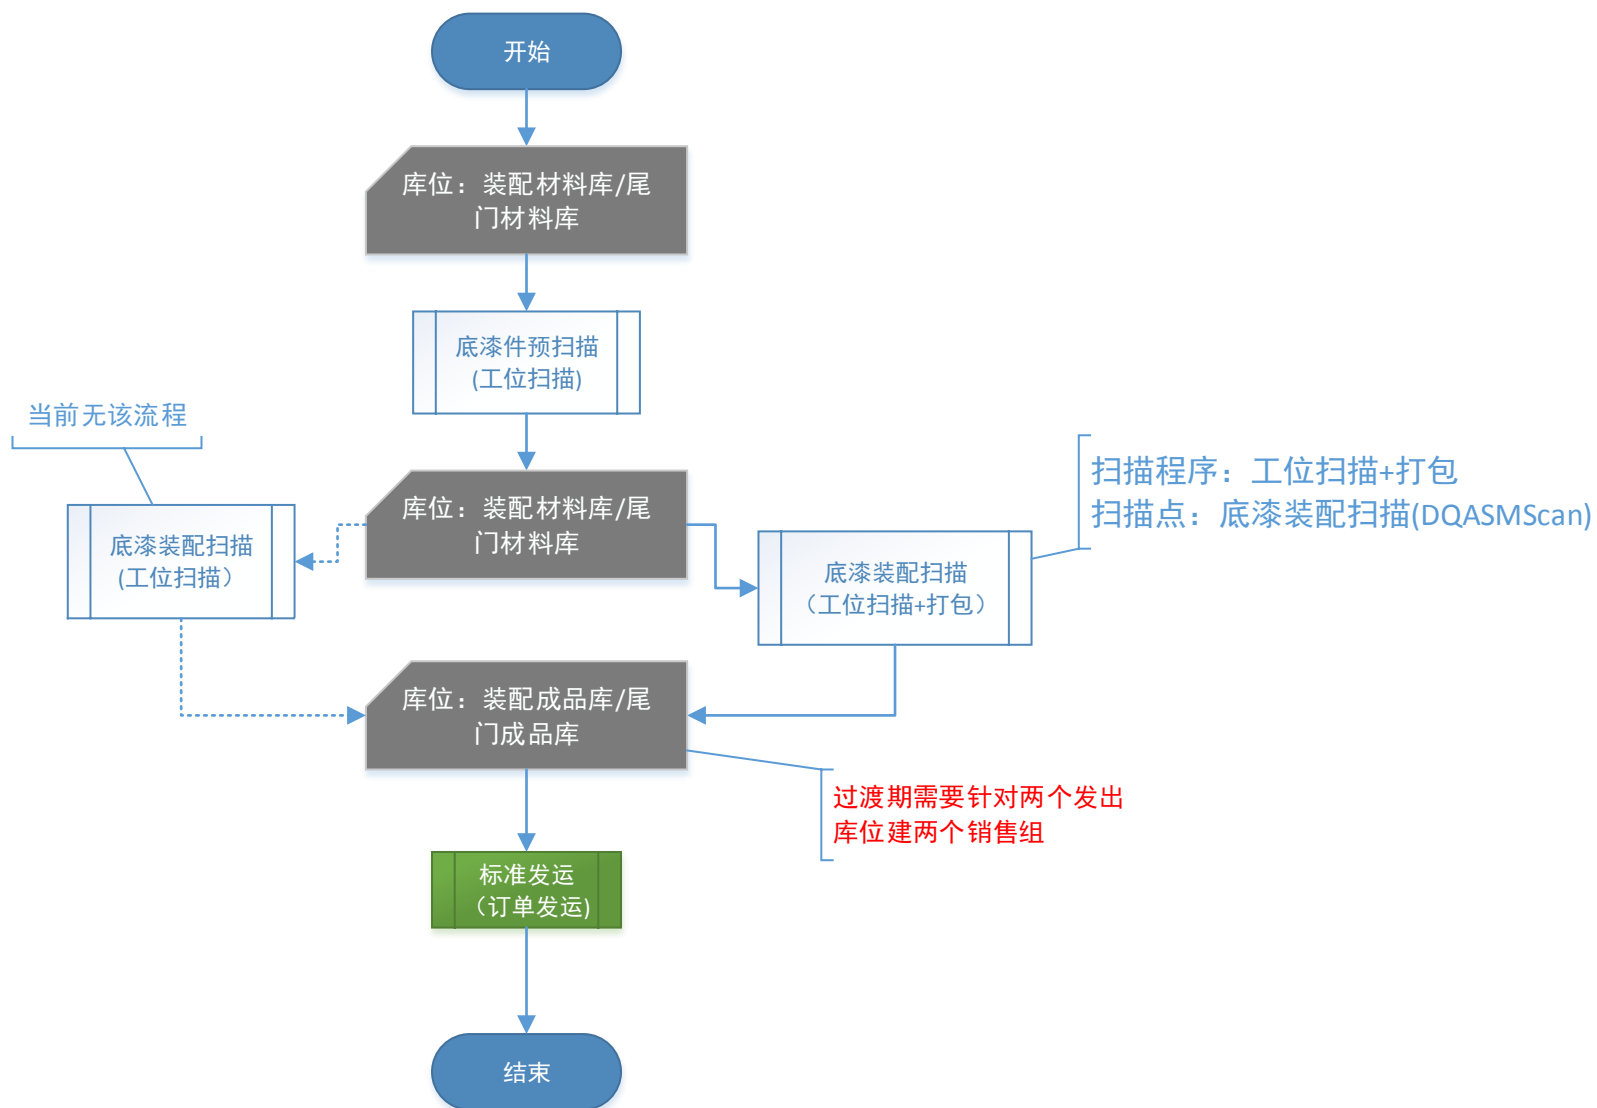 开始
库位：装配材料库/尾
门材料库
底漆件预扫描
(工位扫描)
当前无该流程
库位：装配材料库/尾
门材料库
扫描程序：工位扫描+打包
扫描点：底漆装配扫描(DQASMScan)
底漆装配扫描
(工位扫描）
底漆装配扫描
（工位扫描+打包）
库位：装配成品库/尾
门成品库
过渡期需要针对两个发出
库位建两个销售组
标准发运
（订单发运)
结束